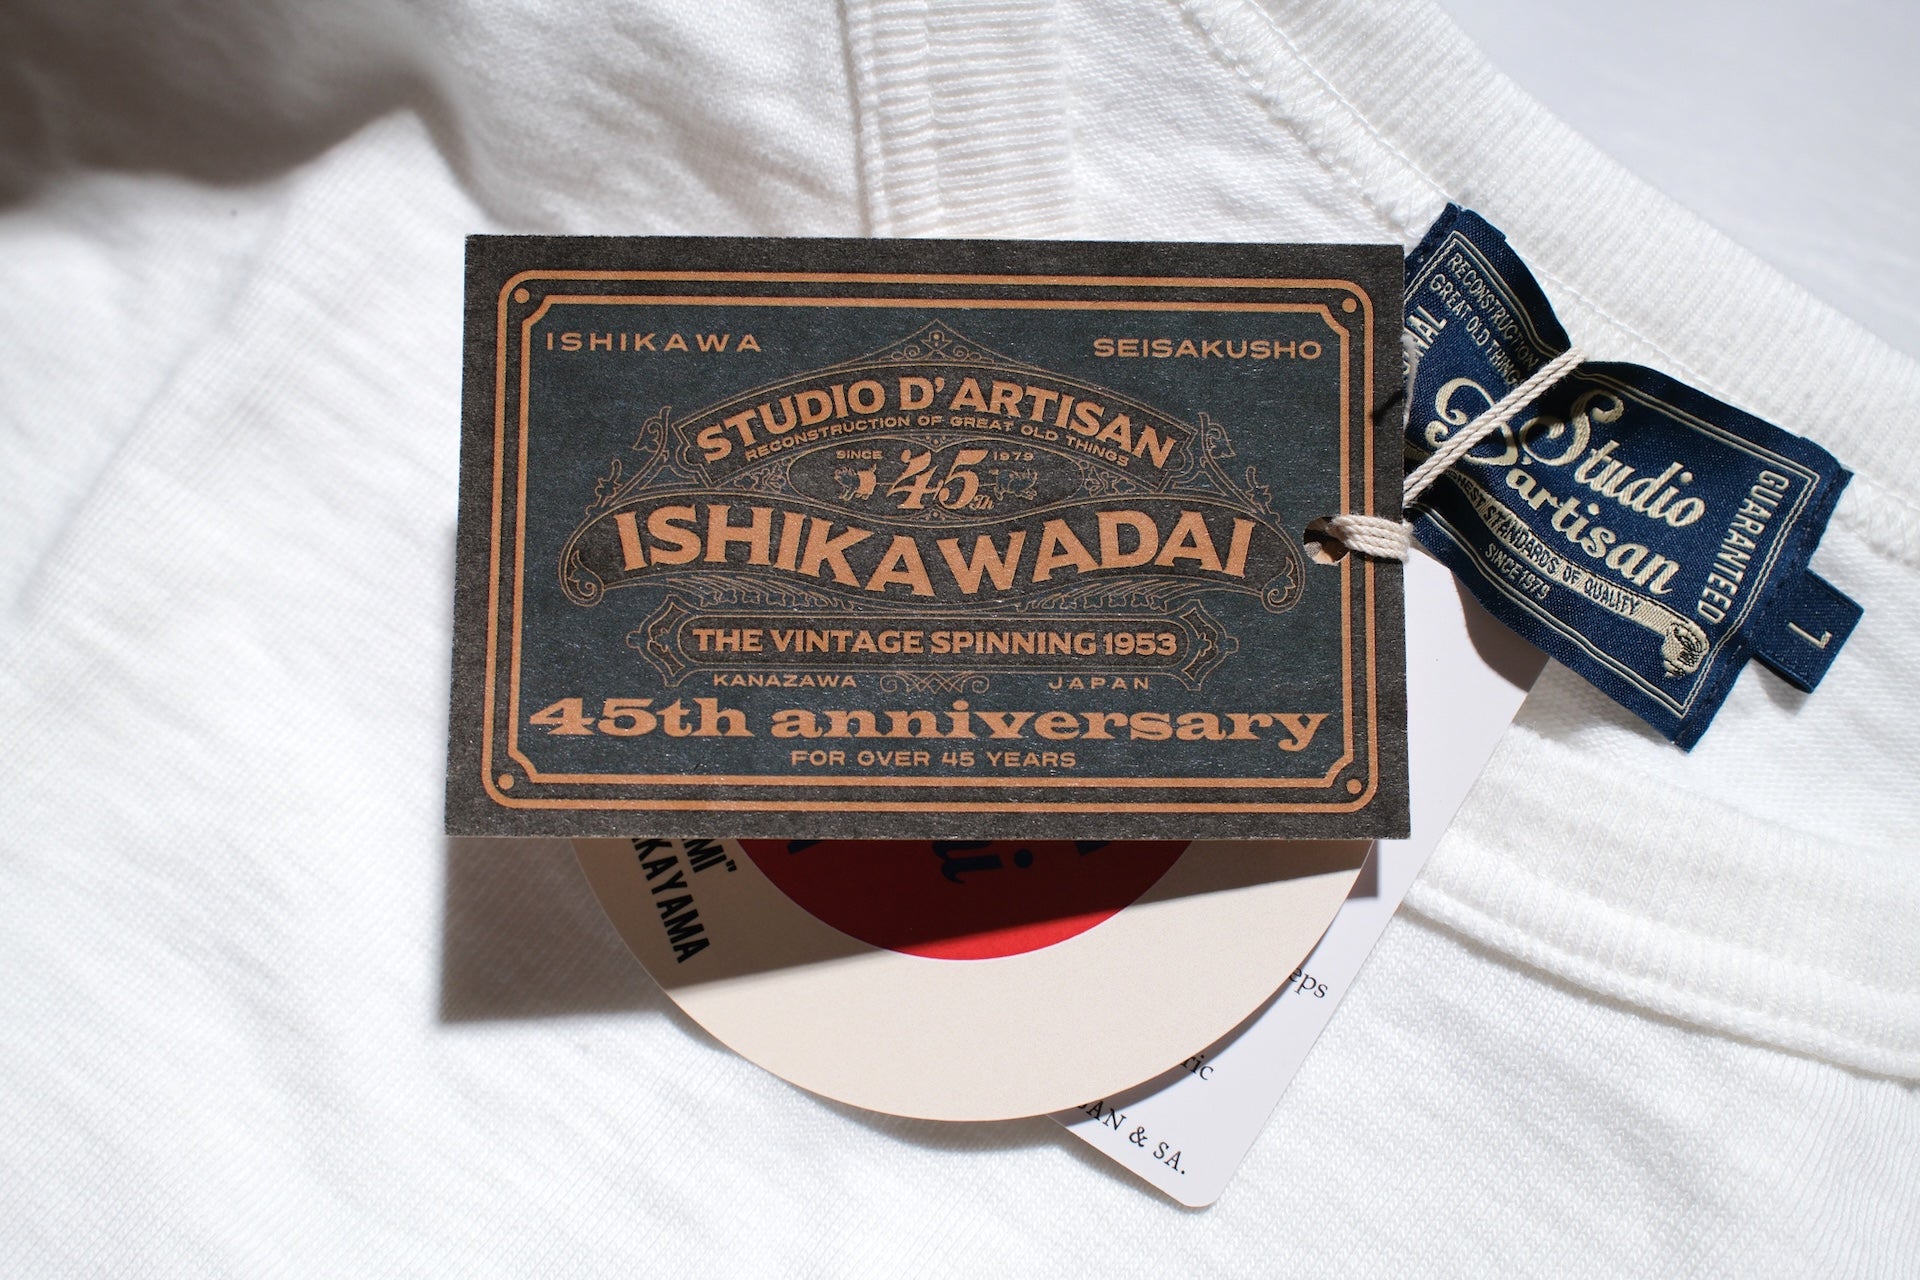 ISHIKAWA SEISAKUSHO
STUDIO D'ARTISAN
RECONSTRUCTION OF GREAT OLD THINGS
SINCE 45Th 1979
ISHIKAWADAI
THE VINTAGE SPINNING 1953
KANAZAWA JAPAN
45th anniversary
FOR OVER 45 YEARS
RECONSTRUCTION
GREAT OLD THINGS
Studio
D'artisan
GUARANTEED
STANDARDS OF QUALITY
SINCE 1979
1
& SA.